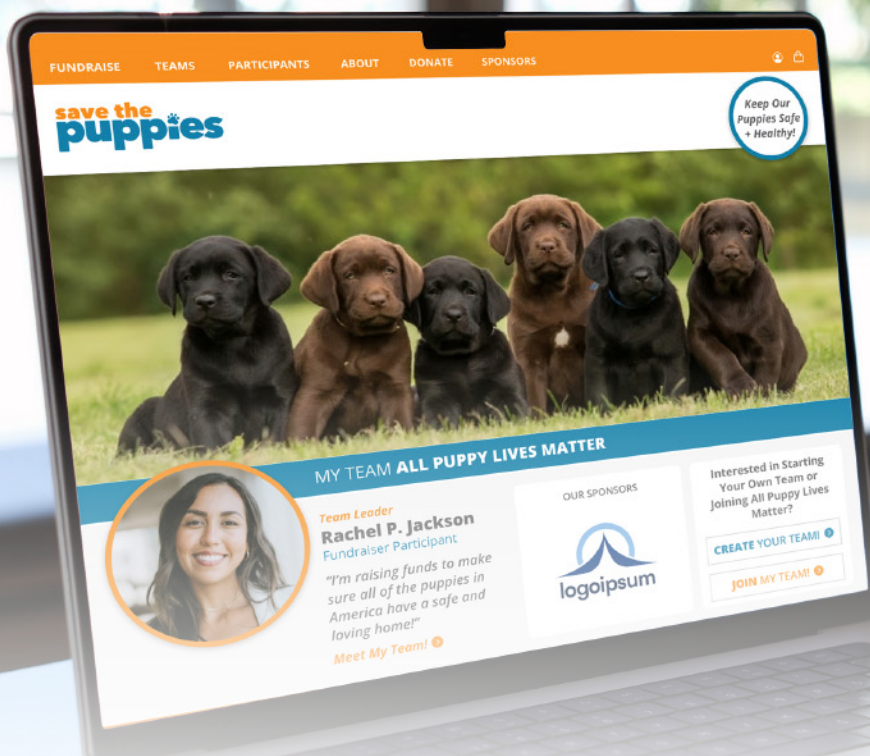 FUNDRAISE TEAMS PARTICIPANTS ABOUT DONATE SPONSORS
save the
puppies
Keep Our
Puppies Safe
+ Healthy!
MY TEAM ALL PUPPY LIVES MATTER
Team Leader
Rachel P. Jackson
Fundraiser Participant
"I'm raising funds to make
sure all of the puppies in
America have a safe and
loving home!"
Meet My Team!
OUR SPONSORS
logoipsum
Interested in Starting
Your Own Team or
Joining All Puppy Lives
Matter?
CREATE YOUR TEAM!
JOIN MY TEAM!